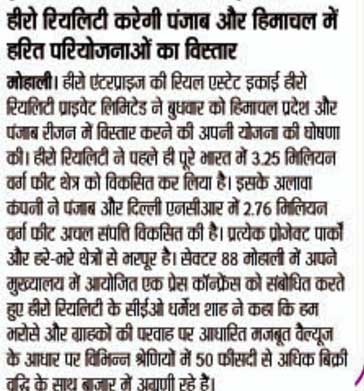 हीरो रियलिटी करेगी पंजाब और हिमाचल में
हरित परियोजनाओं का विस्तार
मोहाली। हीरो एंटरप्राइज की रियल एस्टेट इकाई हीरो
रियलिटी प्राइवेट लिमिटेड ने बुधवार को हिमाचल प्रदेश और
पंजाब रीजन में विस्तार करने की अपनी योजना की घोषणा
की। हीरो रियलिटी ने पहले ही पूरे भारत में 3.25 मिलियन
वर्ग फीट क्षेत्र को विकसित कर लिया है। इसके अलावा
कंपनी ने पंजाब और दिल्ली एनसीआर में 2.76 मिलियन
वर्ग फीट अचल संपत्ति विकसित की है। प्रत्येक प्रोजेक्ट पार्कों
और हरे-भरे क्षेत्रों से भरपूर है। सेक्टर 88 मोहाली में अपने
मुख्यालय में आयोजित एक प्रेस कॉन्फ्रेंस को संबोधित करते
हुए हीरो रियलिटी के सीईओ धर्मेश शाह ने कहा कि हम
भरोसे और ग्राहकों की परवाह पर आधारित मजबूत वैल्यूज
के आधार पर विभिन्न श्रेणियों में 50 फीसदी से अधिक बिक्री
वृद्धि के साथ बाजार में अग्रणी रहे हैं।